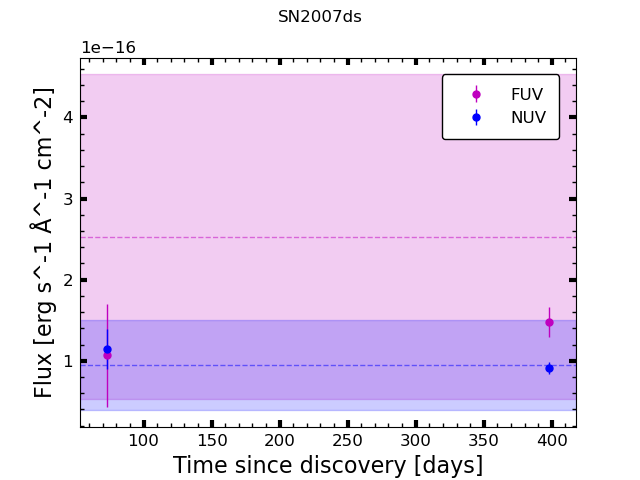 SN2007ds
1e−16
4
3
2
1
Flux [erg s^-1 Å^-1 cm^-2]
FUV
NUV
100 150 200 250 300 350 400
Time since discovery [days]